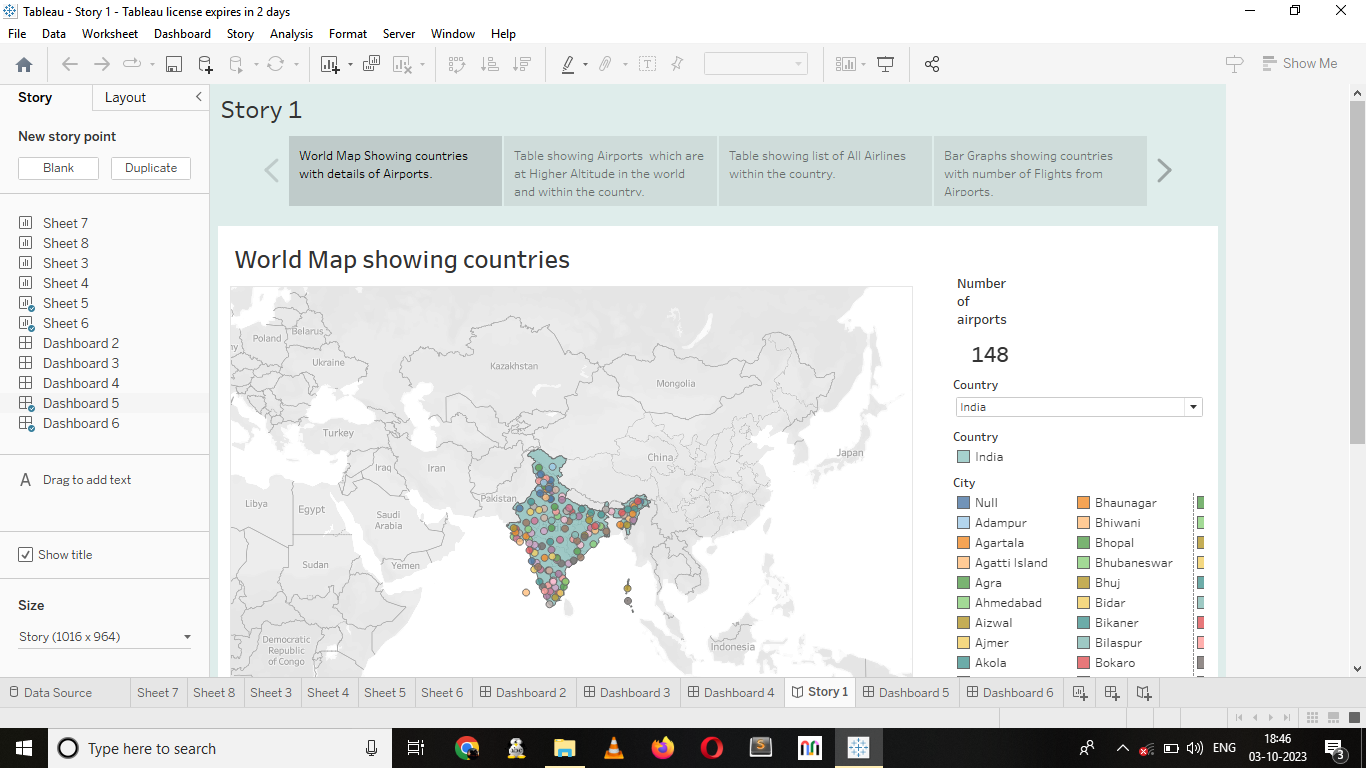 Tableau - Story 1 - Tableau license expires in 2 days
File Data Worksheet Dashboard Story Analysis Format Server Window Help
Show Me
Story Layout
New story point
Blank Duplicate
Sheet 7
Sheet 8
Sheet 3
Sheet 4
Sheet 5
Sheet 6
Dashboard 2
Dashboard 3
Dashboard 4
Dashboard 5
Dashboard 6
A Drag to add text
Show title
Size
Story (1016 x 964)
Story 1
World Map Showing countries
with details of Airports.
Table showing Airports which are
at Higher Altitude in the world
and within the country.
Table showing list of All Airlines
within the country.
Bar Graphs showing countries
with number of Flights from
Airports.
World Map showing countries
Poland
Belarus
Ukraine
Kazakhstan
Mongolia
Turkey
Iraq
Iran
China
Japan
Pakistan
Libya
Egypt
Saudi
Arabia
Sudan
Yemen
Democratic
Republic
of Congo
Indonesia
Number
of
airports
148
Country
India
Country
India
City
Null
Adampur
Agartala
Agatti Island
Agra
Ahmedabad
Aizwal
Ajmer
Akola
Bhaunagar
Bhiwani
Bhopal
Bhubaneswar
Bhuj
Bidar
Bikaner
Bilaspur
Bokaro
Data Source Sheet 7 Sheet 8 Sheet 3 Sheet 4 Sheet 5 Sheet 6 Dashboard 2 Dashboard 3 Dashboard 4 Story 1 Dashboard 5 Dashboard 6
Type here to search
ENG
18:46
03-10-2023
3